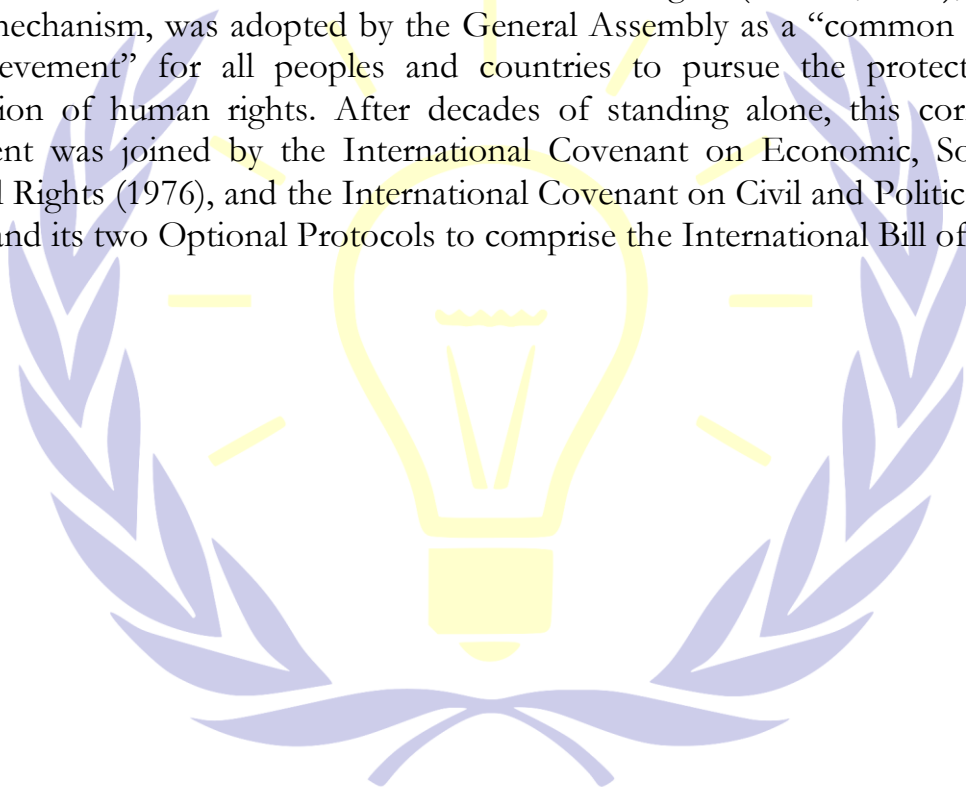 mechanism, was adopted by the General Assembly as a “common
ievement” for all peoples and countries to pursue the protect
ion of human rights. After decades of standing alone, this cor
ent was joined by the International Covenant on Economic, So
l Rights (1976), and the International Covenant on Civil and Politic
and its two Optional Protocols to comprise the International Bill of